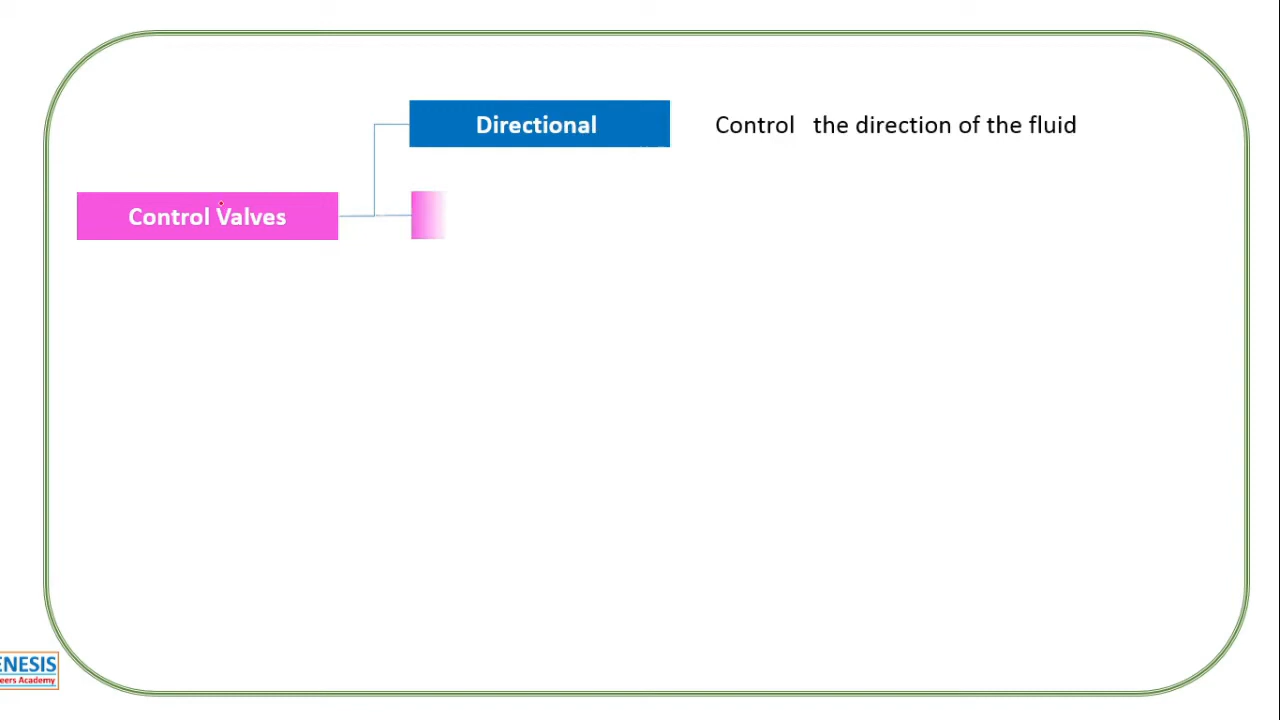 Directional
Control the direction of the fluid
Control Valves
ENESIS
eers Academy